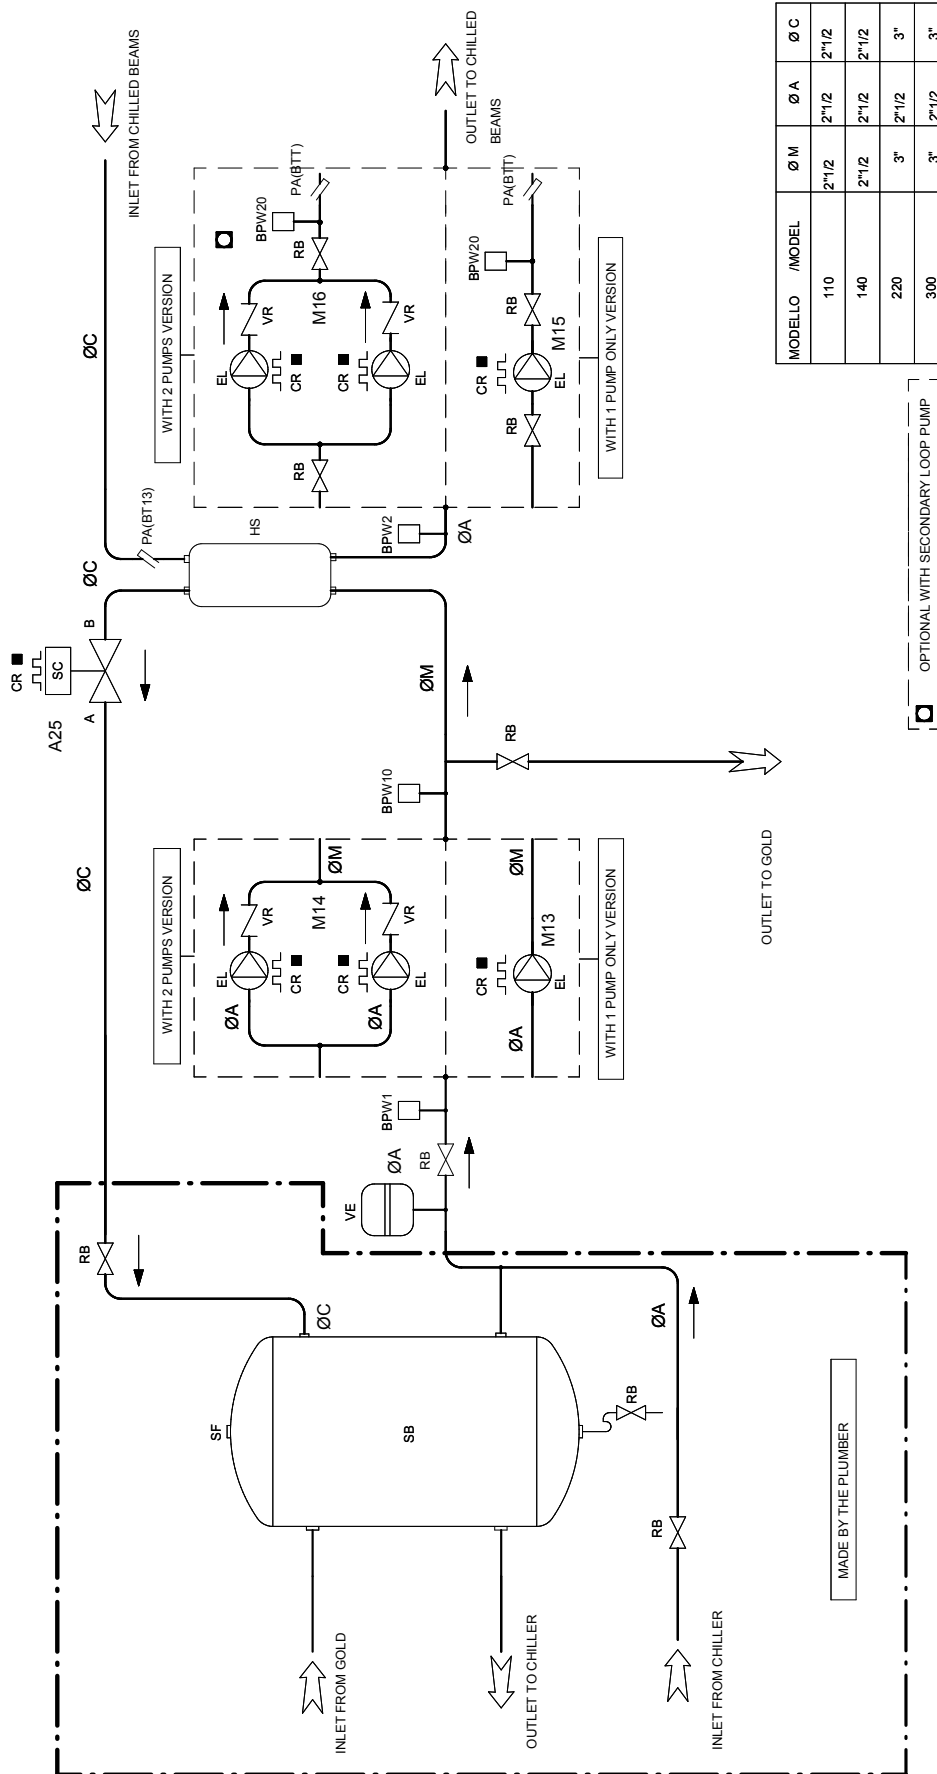 INLET FROM CHILLED BEAMS
OUTLET TO CHILLED
BEAMS
ØC
WITH 2 PUMPS VERSION
EL
VR
CR
M16
CR
VR
EL
RB
RB
BPW20
PA(BTT)
RB
CR
RB
M15
EL
BPW20
PA(BTT)
WITH 1 PUMP ONLY VERSION
PA(BT13)
HS
BPW2
ØA
ØC
CR
SC
A25
A
B
ØM
RB
BPW10
OUTLET TO GOLD
ØC
WITH 2 PUMPS VERSION
EL
VR
CR
M14
ØM
CR
VR
EL
ØA
ØA
CR
M13
EL
ØA
ØM
WITH 1 PUMP ONLY VERSION
BPW1
RB
ØA
VE
RB
ØC
SF
SB
RB
ØA
RB
MADE BY THE PLUMBER
INLET FROM GOLD
OUTLET TO CHILLER
INLET FROM CHILLER
MODELLO /MODEL Ø M Ø A Ø C
110 2"1/2 2"1/2 2"1/2
140 2"1/2 2"1/2 2"1/2
220 3" 2"1/2 3"
300 3" 2"1/2 3"
OPTIONAL WITH SECONDARY LOOP PUMP